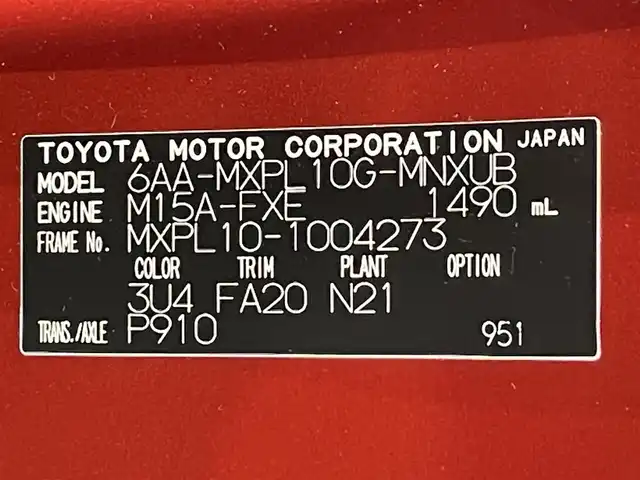 TOYOTA MOTOR CORPORATION JAPAN
MODEL 6AA-MXPL10G-MNXUB
ENGINE M15A-FXE 1490 mL
FRAME No. MXPL10-1004273
COLOR TRIM PLANT OPTION
3U4 FA20 N21
TRANS./AXLE P910 951